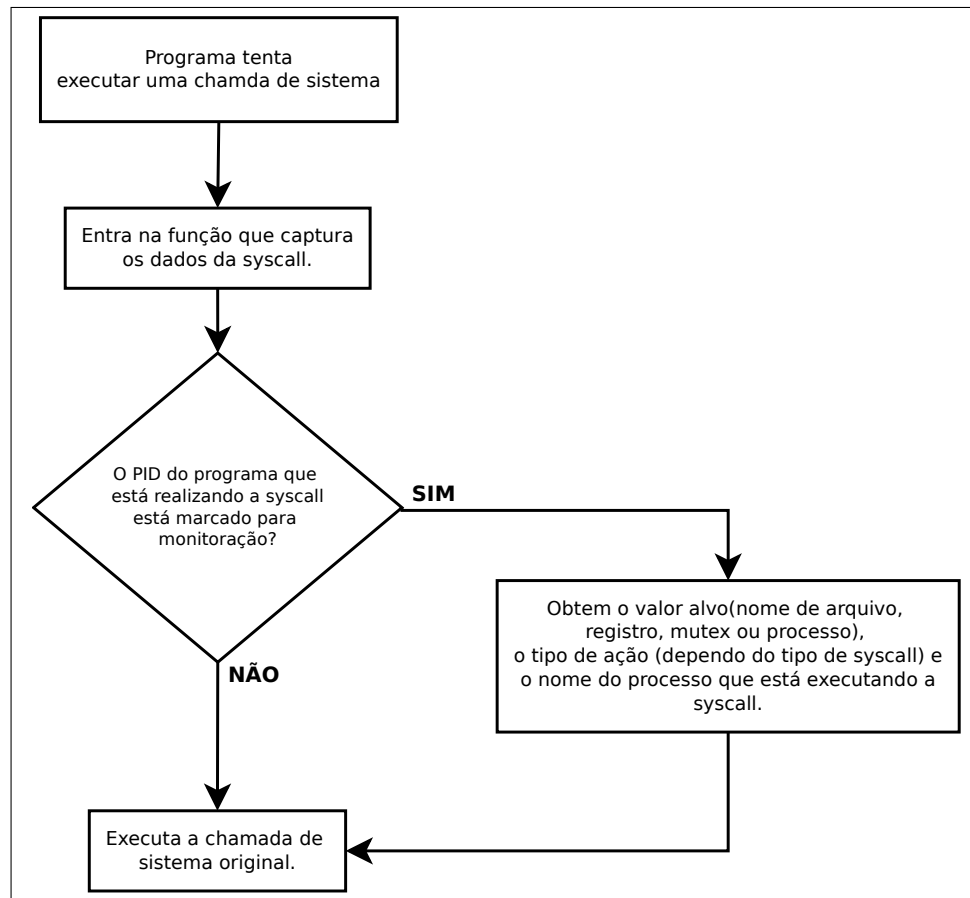 Programa tenta
executar uma chamda de sistema
Entra na função que captura
os dados da syscall.
O PID do programa que
está realizando a syscall
está marcado para
monitoração?
SIM
Obtem o valor alvo(nome de arquivo,
registro, mutex ou processo),
o tipo de ação (dependo do tipo de syscall) e
o nome do processo que está executando a
syscall.
NÃO
Executa a chamada de
sistema original.